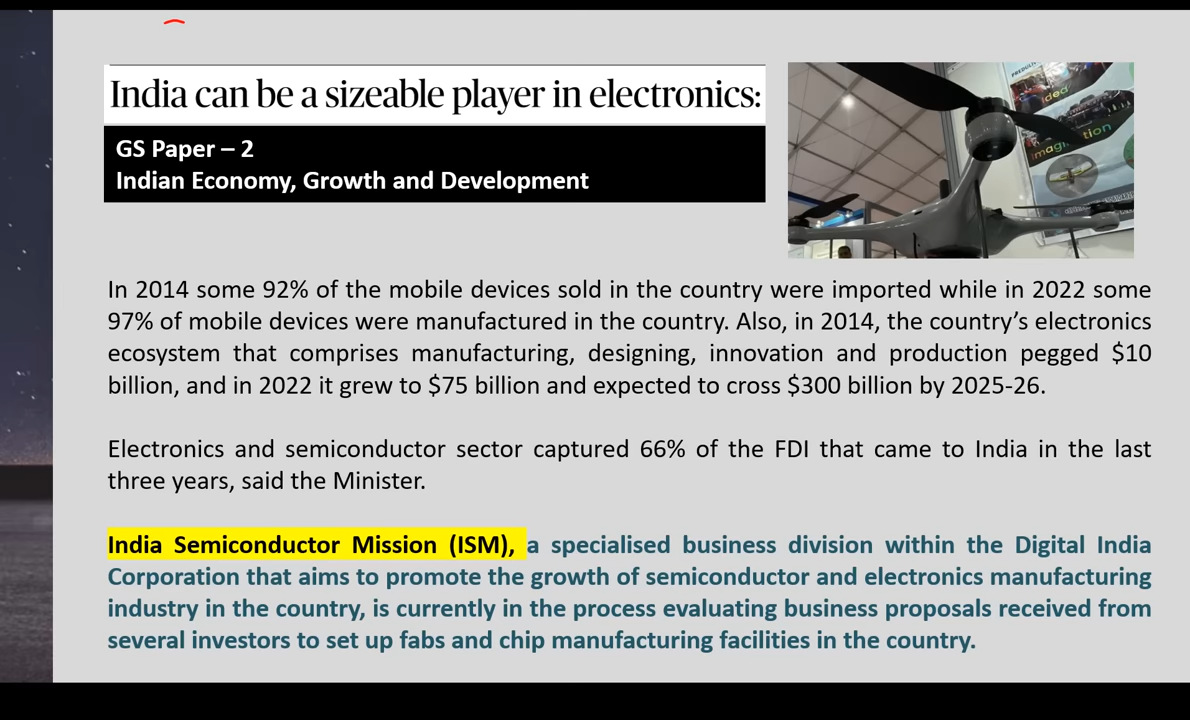 India can be a sizeable player in electronics:
GS Paper – 2
Indian Economy, Growth and Development
idea
Imagination
In 2014 some 92% of the mobile devices sold in the country were imported while in 2022 some
97% of mobile devices were manufactured in the country. Also, in 2014, the country’s electronics
ecosystem that comprises manufacturing, designing, innovation and production pegged $10
billion, and in 2022 it grew to $75 billion and expected to cross $300 billion by 2025-26.
Electronics and semiconductor sector captured 66% of the FDI that came to India in the last
three years, said the Minister.
India Semiconductor Mission (ISM), a specialised business division within the Digital India
Corporation that aims to promote the growth of semiconductor and electronics manufacturing
industry in the country, is currently in the process evaluating business proposals received from
several investors to set up fabs and chip manufacturing facilities in the country.